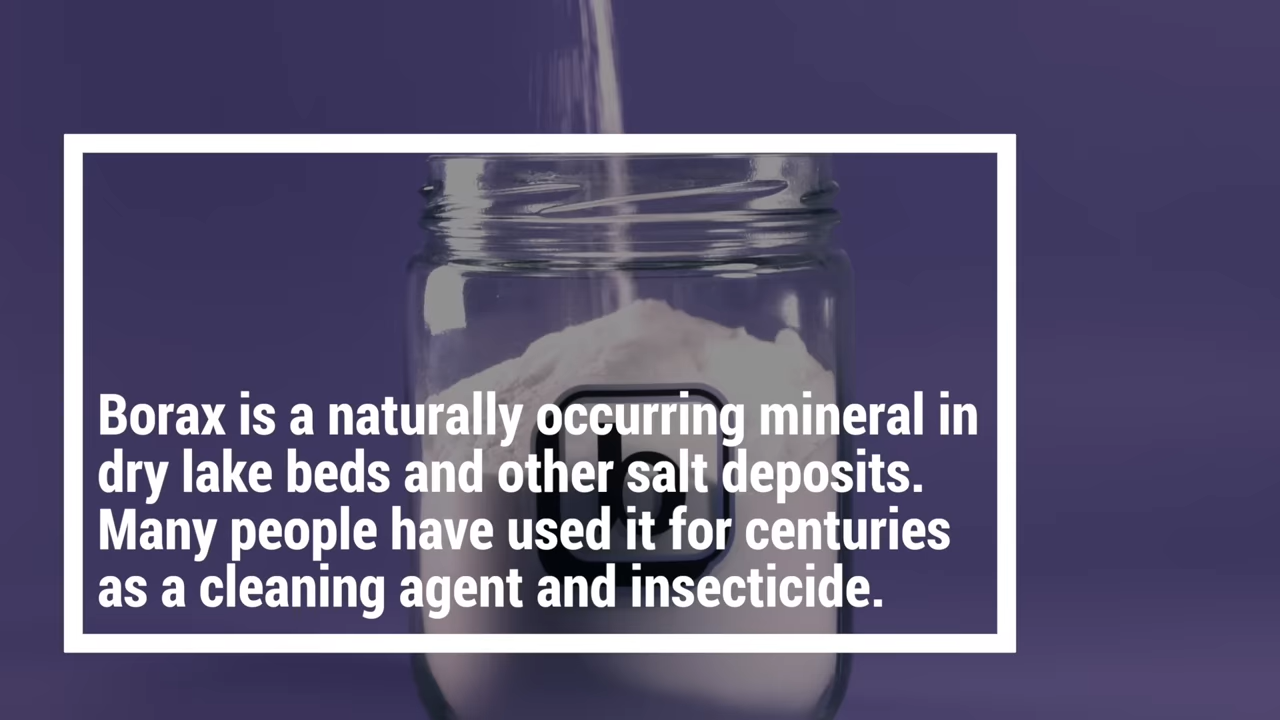 Borax is a naturally occurring mineral in
dry lake beds and other salt deposits.
Many people have used it for centuries
as a cleaning agent and insecticide.
b